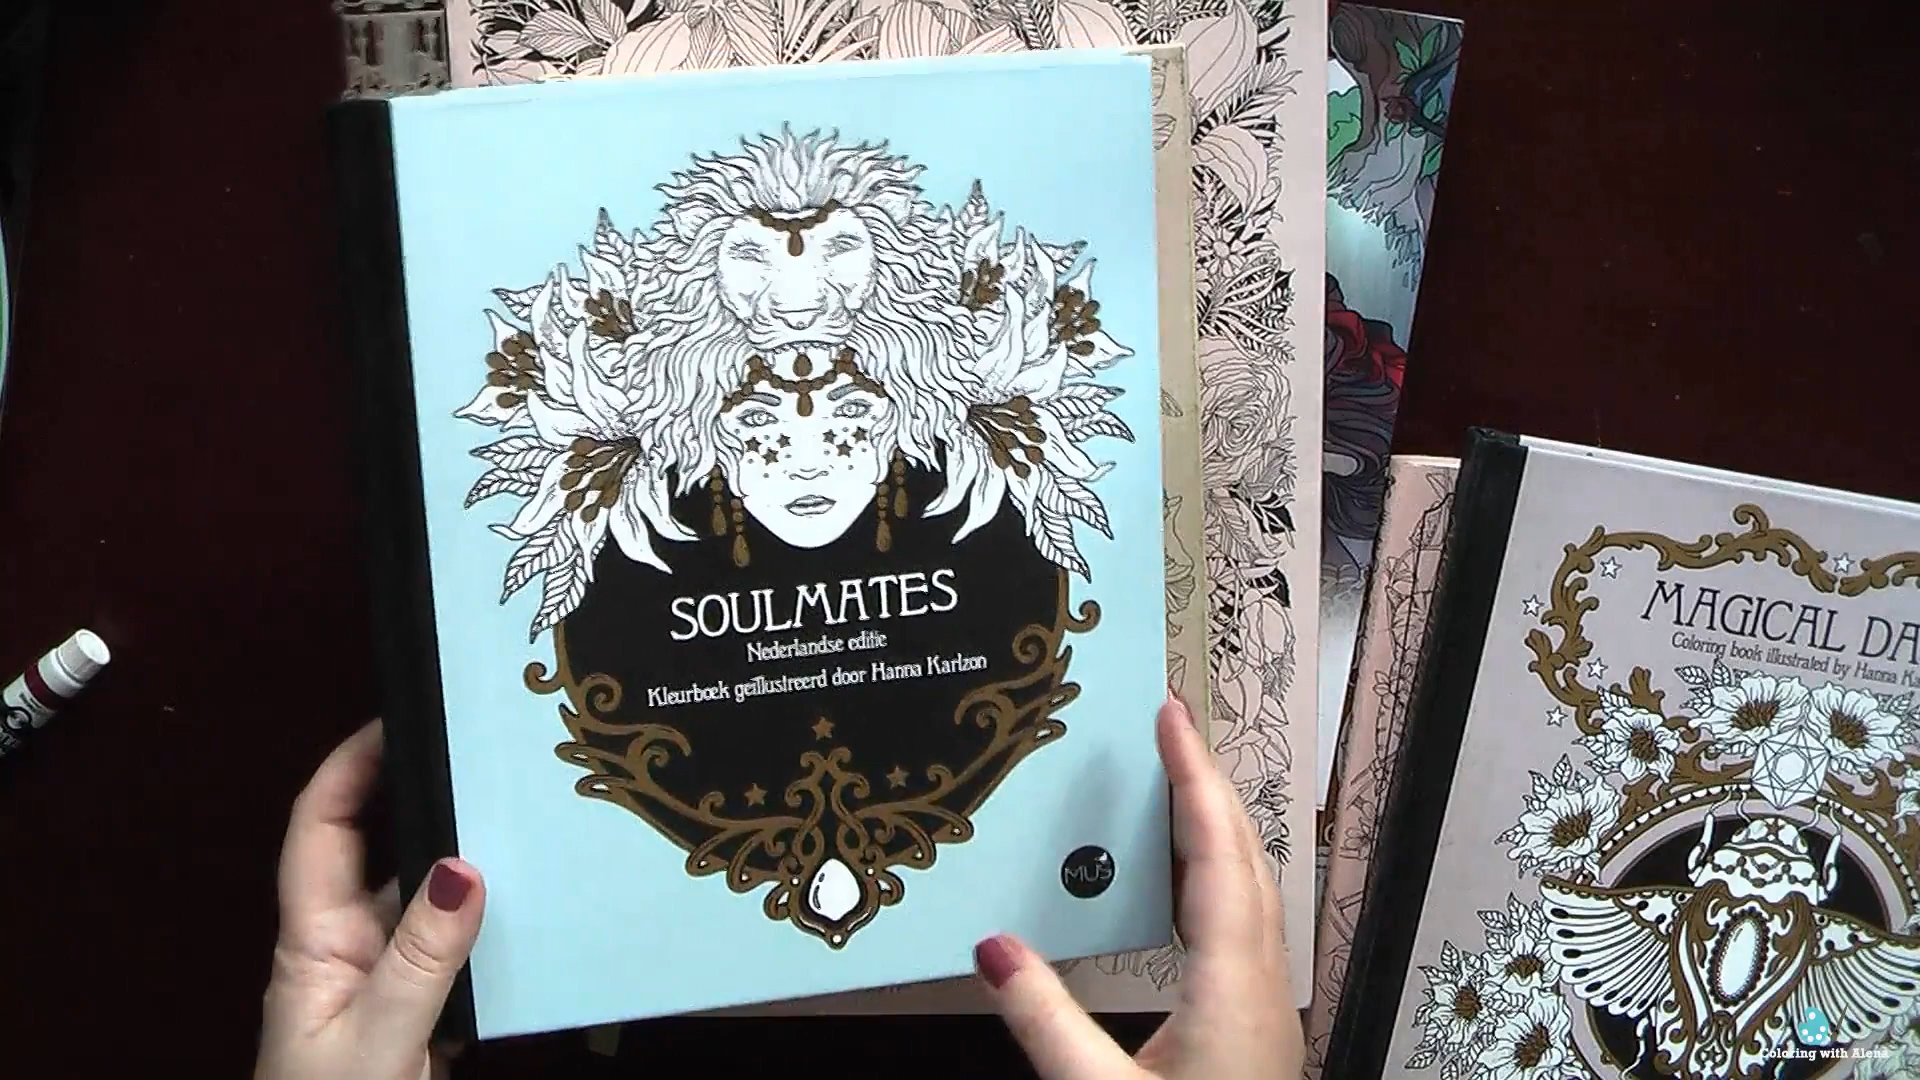 SOULMATES
Nederlandse editie
Kleurboek geïllustreerd door Hanna Karlzon
MUS
MAGICAL DA
Coloring book illustrated by Hanna Ka
Coloring with Alena